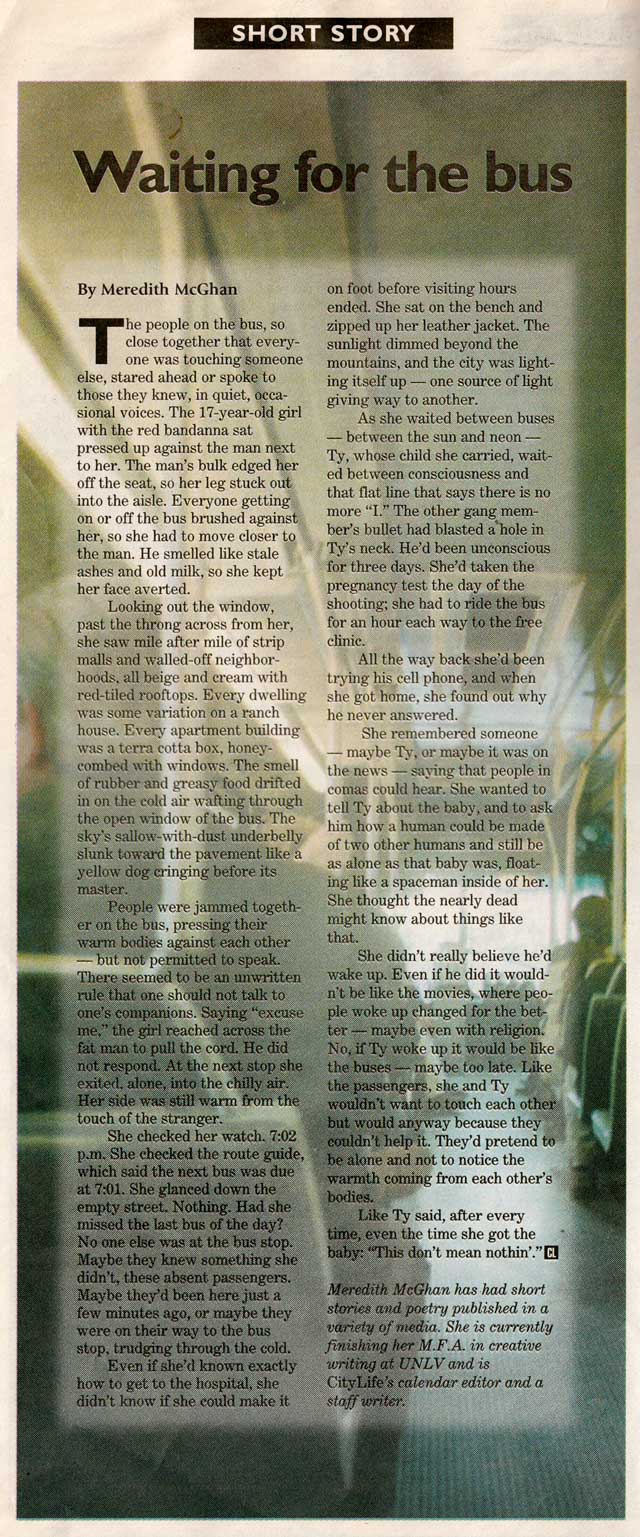 SHORT STORY
Waiting for the bus
By Meredith McGhan
The people on the bus, so
close together that every-
one was touching someone
else, stared ahead or spoke to
those they knew, in quiet, occa-
sional voices. The 17-year-old girl
with the red bandanna sat
pressed up against the man next
to her. The man's bulk edged her
off the seat, so her leg stuck out
into the aisle. Everyone getting
on or off the bus brushed against
her, so she had to move closer to
the man. He smelled like stale
ashes and old milk, so she kept
her face averted.
Looking out the window,
past the throng across from her,
she saw mile after mile of strip
malls and walled-off neighbor-
hoods, all beige and cream with
red-tiled rooftops. Every dwelling
was some variation on a ranch
house. Every apartment building
was a terra cotta box, honey-
combed with windows. The smell
of rubber and greasy food drifted
in on the cold air wafting through
the open window of the bus. The
sky's sallow-with-dust underbelly
slunk toward the pavement like a
yellow dog cringing before its
master.
People were jammed togeth-
er on the bus, pressing their
warm bodies against each other
— but not permitted to speak.
There seemed to be an unwritten
rule that one should not talk to
one's companions. Saying "excuse
me," the girl reached across the
fat man to pull the cord. He did
not respond. At the next stop she
exited, alone, into the chilly air.
Her side was still warm from the
touch of the stranger.
She checked her watch. 7:02
p.m. She checked the route guide,
which said the next bus was due
at 7:01. She glanced down the
empty street. Nothing. Had she
missed the last bus of the day?
No one else was at the bus stop.
Maybe they knew something she
didn't, these absent passengers.
Maybe they'd been here just a
few minutes ago, or maybe they
were on their way to the bus
stop, trudging through the cold.
Even if she'd known exactly
how to get to the hospital, she
didn't know if she could make it
on foot before visiting hours
ended. She sat on the bench and
zipped up her leather jacket. The
sunlight dimmed beyond the
mountains, and the city was light-
ing itself up — one source of light
giving way to another.
As she waited between buses
— between the sun and neon —
Ty, whose child she carried, wait-
ed between consciousness and
that flat line that says there is no
more "I." The other gang mem-
ber's bullet had blasted a hole in
Ty's neck. He'd been unconscious
for three days. She'd taken the
pregnancy test the day of the
shooting; she had to ride the bus
for an hour each way to the free
clinic.
All the way back she'd been
trying his cell phone, and when
she got home, she found out why
he never answered.
She remembered someone
— maybe Ty, or maybe it was on
the news — saying that people in
comas could hear. She wanted to
tell Ty about the baby, and to ask
him how a human could be made
of two other humans and still be
as alone as that baby was, float-
ing like a spaceman inside of her.
She thought the nearly dead
might know about things like
that.
She didn't really believe he'd
wake up. Even if he did it would-
n't be like the movies, where peo-
ple woke up changed for the bet-
ter — maybe even with religion.
No, if Ty woke up it would be like
the buses — maybe too late. Like
the passengers, she and Ty
wouldn't want to touch each other
but would anyway because they
couldn't help it. They'd pretend to
be alone and not to notice the
warmth coming from each other's
bodies.
Like Ty said, after every
time, even the time she got the
baby: "This don't mean nothin'." CL
Meredith McGhan has had short
stories and poetry published in a
variety of media. She is currently
finishing her M.F.A. in creative
writing at UNLV and is
CityLife's calendar editor and a
staff writer.